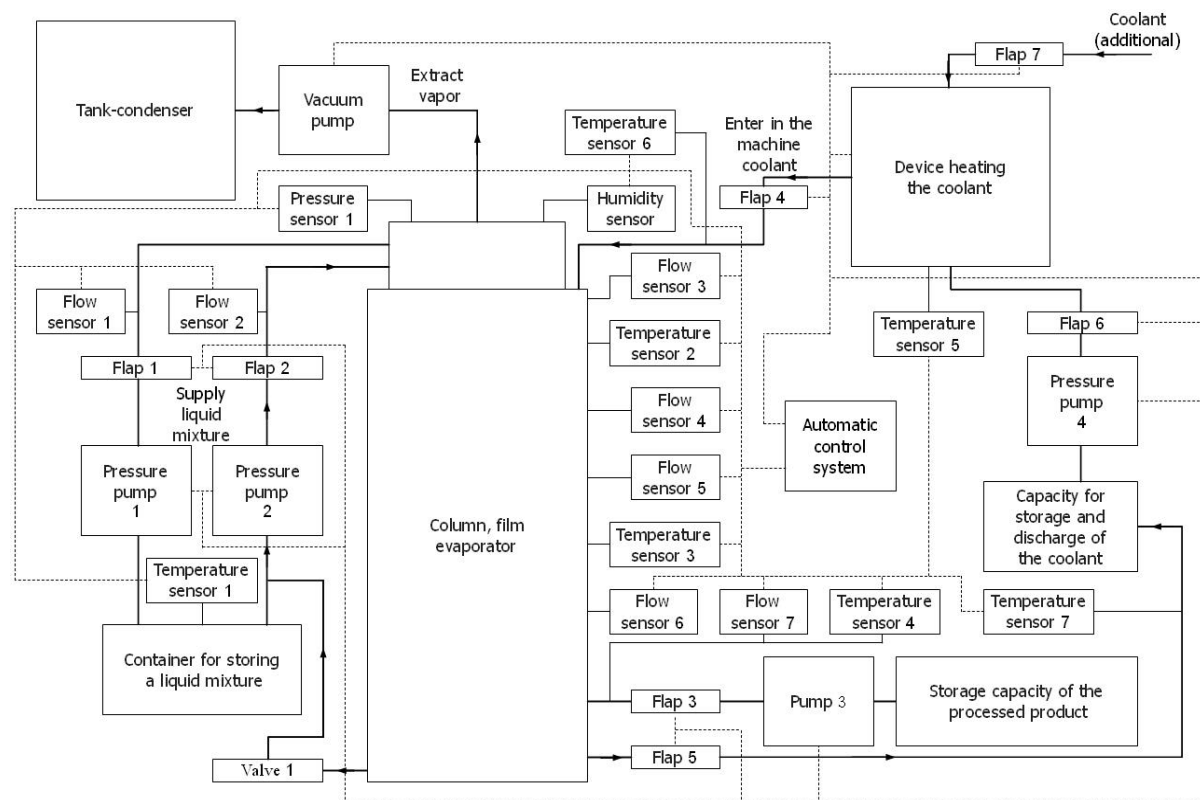 Coolant
(additional)
Flap 7
Tank-condenser
Vacuum
pump
Extract
vapor
Temperature
sensor 6
Enter in the
machine
coolant
Device heating
the coolant
Pressure
sensor 1
Humidity
sensor
Flap 4
Flow
sensor 1
Flow
sensor 2
Flow
sensor 3
Temperature
sensor 2
Temperature
sensor 5
Flap 6
Flap 1
Flap 2
Supply
liquid
mixture
Flow
sensor 4
Automatic
control
system
Pressure
pump
4
Pressure
pump
1
Pressure
pump
2
Flow
sensor 5
Column, film
evaporator
Temperature
sensor 3
Capacity for
storage and
discharge of
the coolant
Temperature
sensor 1
Flow
sensor 6
Flow
sensor 7
Temperature
sensor 4
Temperature
sensor 7
Container for storing
a liquid mixture
Flap 3
Pump 3
Storage capacity of the
processed product
Flap 5
Valve 1